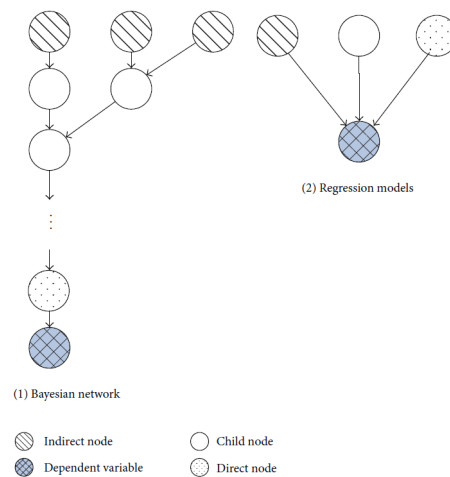 (2) Regression models
(1) Bayesian network
Indirect node
Child node
Dependent variable
Direct node